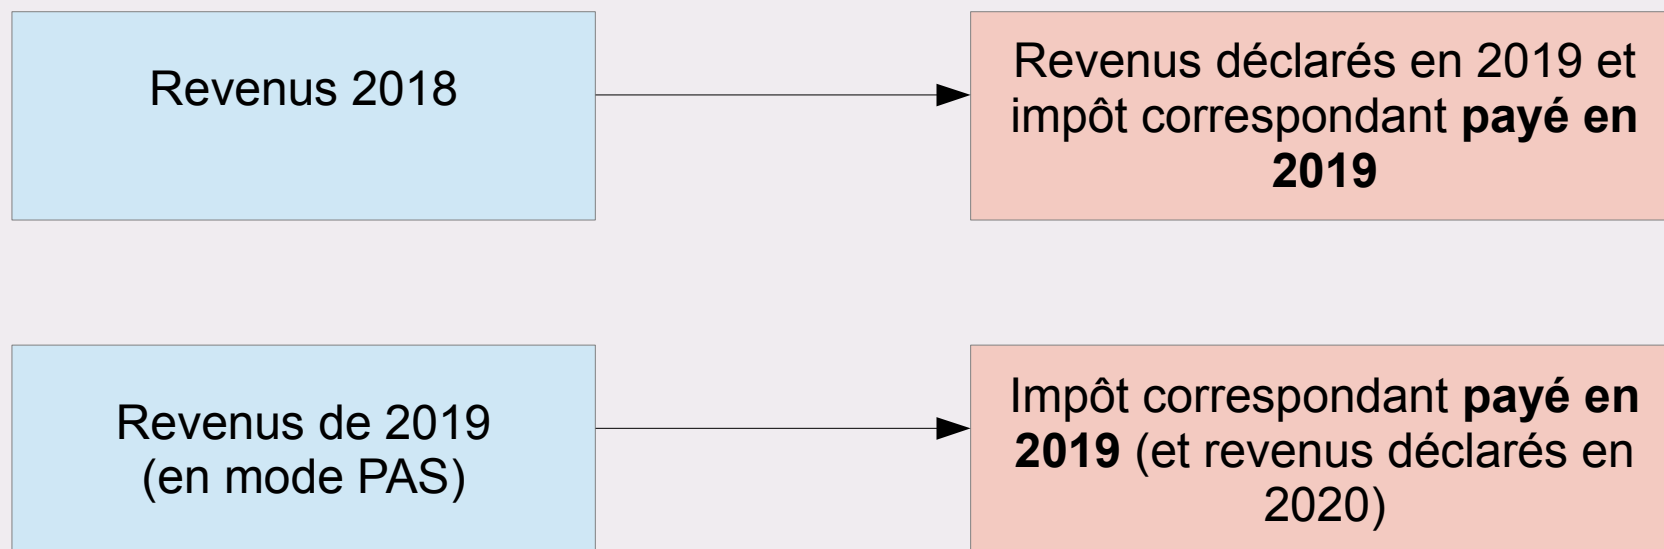 Revenus 2018
Revenus déclarés en 2019 et
impôt correspondant payé en
2019
Revenus de 2019
(en mode PAS)
Impôt correspondant payé en
2019 (et revenus déclarés en
2020)